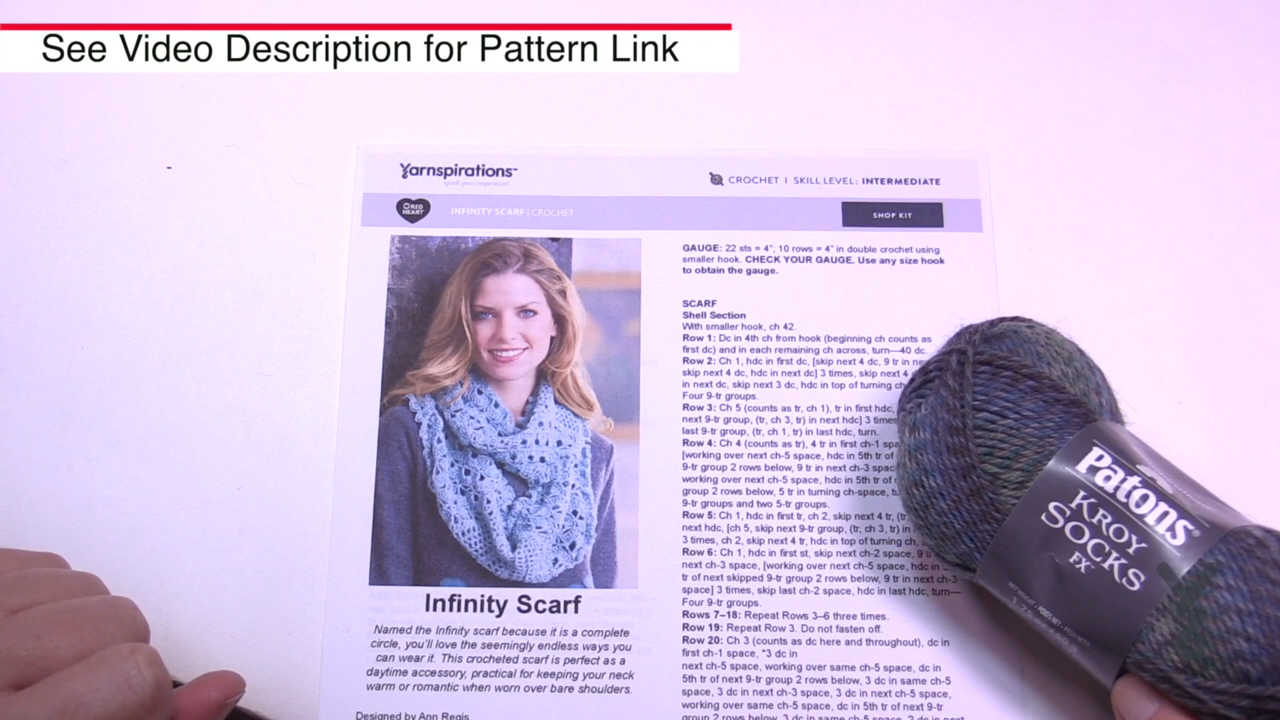 See Video Description for Pattern Link
Yarnspirations™
spark your inspiration!
CROCHET I SKILL LEVEL: INTERMEDIATE
RED HEART
INFINITY SCARF | CROCHET
SHOP KIT
Infinity Scarf
Named the Infinity scarf because it is a complete
circle, you'll love the seemingly endless ways you
can wear it. This crocheted scarf is perfect as a
daytime accessory, practical for keeping your neck
warm or romantic when worn over bare shoulders.
Designed by Ann Regis.
GAUGE: 22 sts = 4"; 10 rows = 4" in double crochet using
smaller hook. CHECK YOUR GAUGE. Use any size hook
to obtain the gauge.
SCARF
Shell Section
With smaller hook, ch 42.
Row 1: Dc in 4th ch from hook (beginning ch counts as
first dc) and in each remaining ch across, turn—40 dc.
Row 2: Ch 1, hdc in first dc, [skip next 4 dc, 9 tr in
skip next 4 dc, hdc in next dc] 3 times, skip next 4
in next dc, skip next 3 dc, hdc in top of turning
Four 9-tr groups.
Row 3: Ch 5 (counts as tr, ch 1), tr in first hdc,
next 9-tr group, (tr, ch 3, tr) in next hdc] 3
last 9-tr group, (tr, ch 1, tr) in last hdc, turn.
Row 4: Ch 4 (counts as tr), 4 tr in first ch-1
[working over next ch-5 space, hdc in 5th tr of
9-tr group 2 rows below, 9 tr in next ch-3
working over next ch-5 space, hdc in 5th tr of
group 2 rows below, 5 tr in turning ch-space,
9-tr groups and two 5-tr groups.
Row 5: Ch 1, hdc in first tr, ch 2, skip next 4 tr,
next hdc, [ch 5, skip next 9-tr group, (tr, ch 3, tr) in
3 times, ch 2, skip next 4 tr, hdc in top of turning ch,
Row 6: Ch 1, hdc in first st, skip next ch-2 space, 9
next ch-3 space, [working over next ch-5 space, hdc in
tr of next skipped 9-tr group 2 rows below, 9 tr in next ch-3
space] 3 times, skip last ch-2 space, hdc in last hdc, turn—
Four 9-tr groups.
Rows 7–18: Repeat Rows 3–6 three times.
Row 19: Repeat Row 3. Do not fasten off.
Row 20: Ch 3 (counts as dc here and throughout), dc in
first ch-1 space, *3 dc in
next ch-5 space, working over same ch-5 space, dc in
5th tr of next 9-tr group 2 rows below, 3 dc in same ch-5
space, 3 dc in next ch-3 space, 3 dc in next ch-5 space,
working over same ch-5 space, dc in 5th tr of next 9-tr
group 2 rows below, 3 dc in same ch-5 space, 2 dc in next
Patons®
KROY
SOCKS
FX